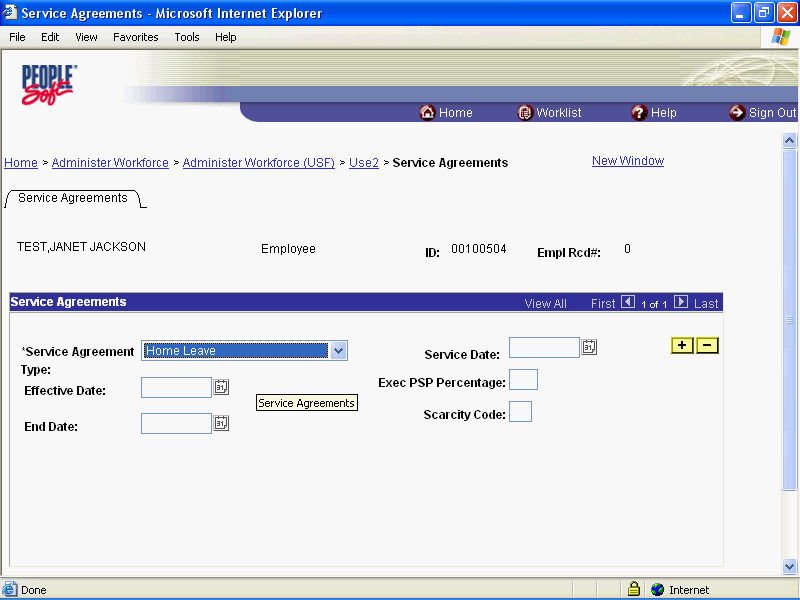 Service Agreements - Microsoft Internet Explorer
File Edit View Favorites Tools Help
PEOPLE Soft
Home Worklist Help Sign Out
Home > Administer Workforce > Administer Workforce (USF) > Use2 > Service Agreements New Window
Service Agreements
TEST,JANET JACKSON Employee ID: 00100504 Empl Rcd#: 0
Service Agreements View All First 1 of 1 Last
*Service Agreement Type: Home Leave Service Date: 31 + −
Effective Date: 31 Exec PSP Percentage:
Service Agreements
End Date: 31 Scarcity Code:
Done Internet